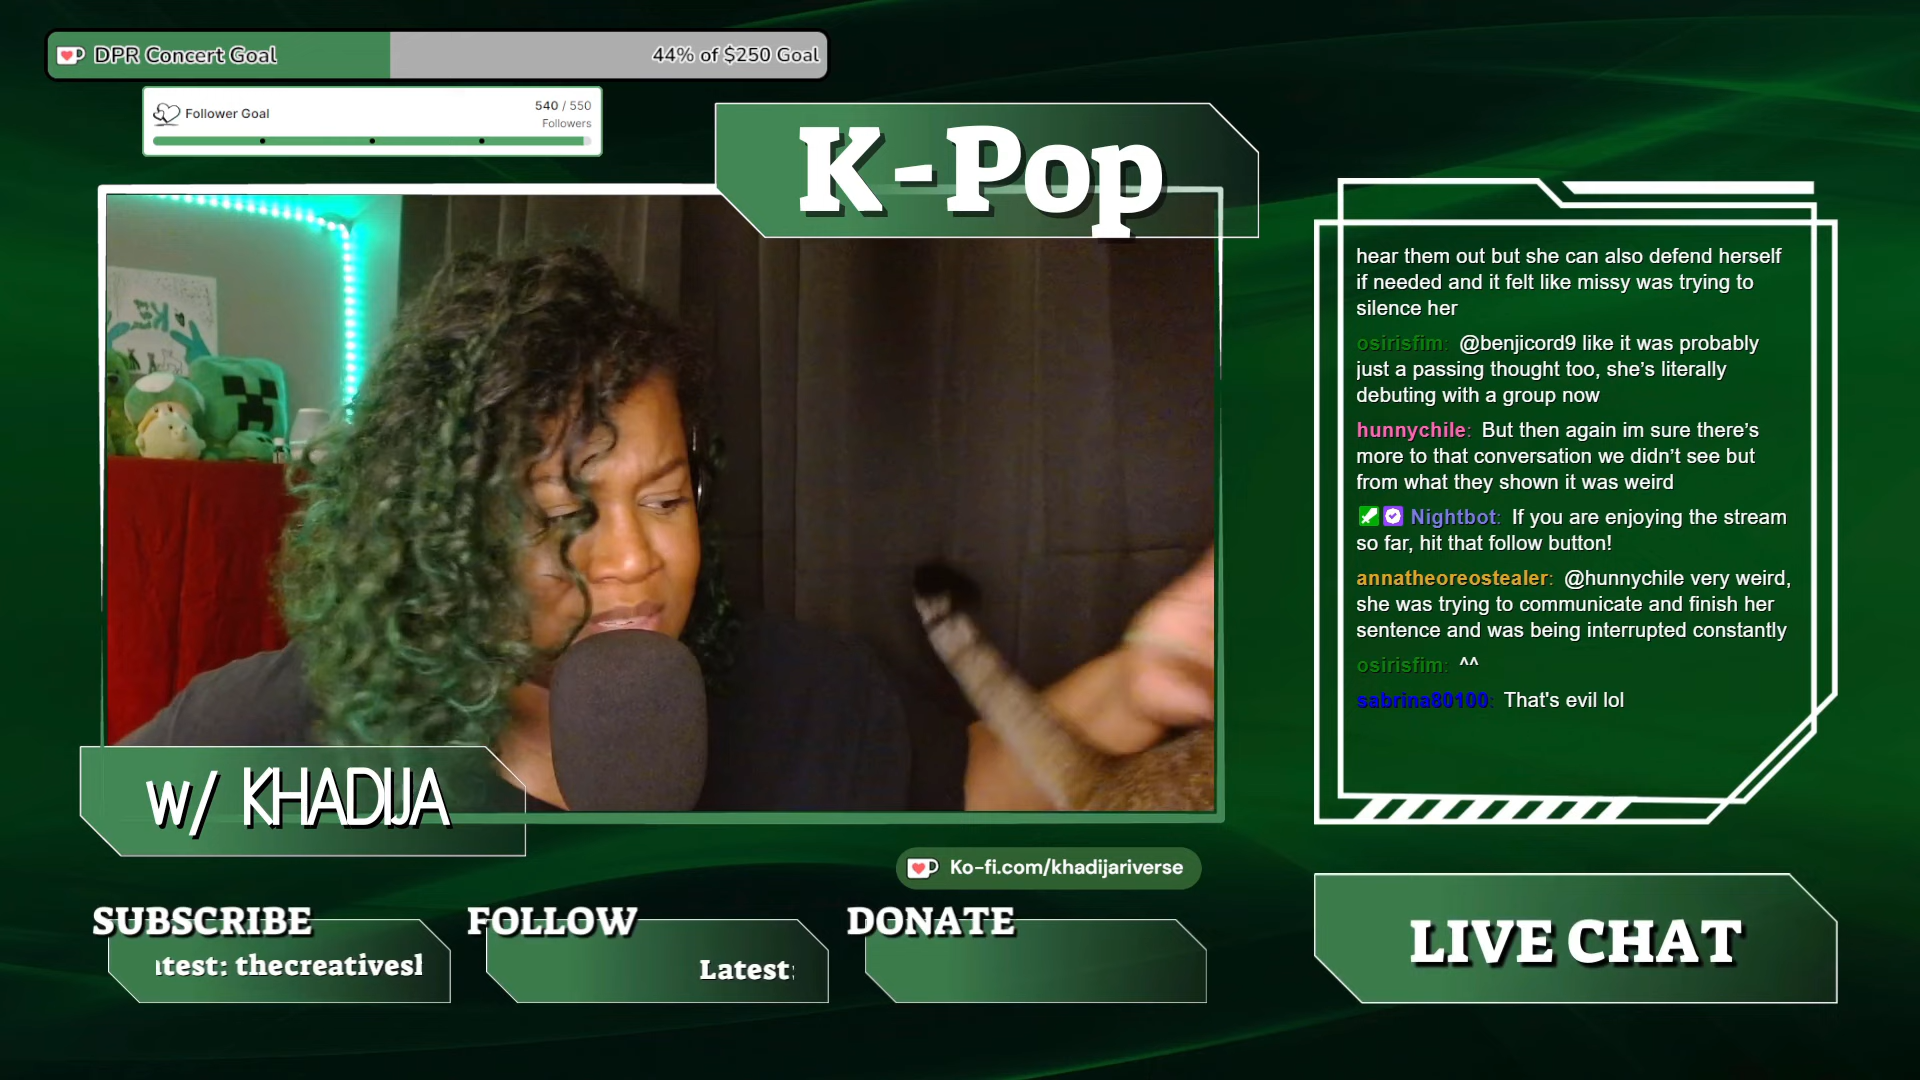 DPR Concert Goal
44% of $250 Goal
Follower Goal
540 / 550
Followers
K-Pop
hear them out but she can also defend herself
if needed and it felt like missy was trying to
silence her
osirisfim: @benjicord9 like it was probably
just a passing thought too, she's literally
debuting with a group now
hunnychile: But then again im sure there's
more to that conversation we didn't see but
from what they shown it was weird
Nightbot: If you are enjoying the stream
so far, hit that follow button!
annatheoreostealer: @hunnychile very weird,
she was trying to communicate and finish her
sentence and was being interrupted constantly
osirisfim: ^^
sabrina80100: That's evil lol
w/ KHADIJA
Ko-fi.com/khadijariverse
SUBSCRIBE
FOLLOW
DONATE
Latest:
LIVE CHAT